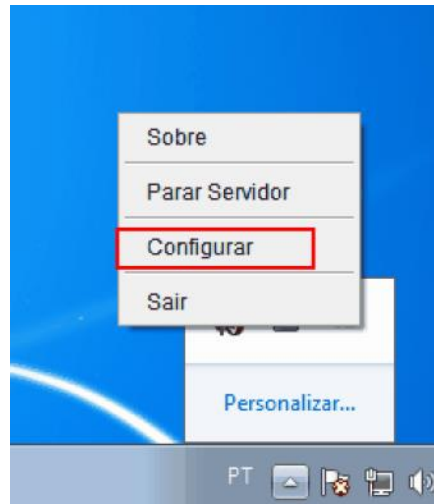 Sobre
Parar Servidor
Configurar
Sair
Personalizar...
PT